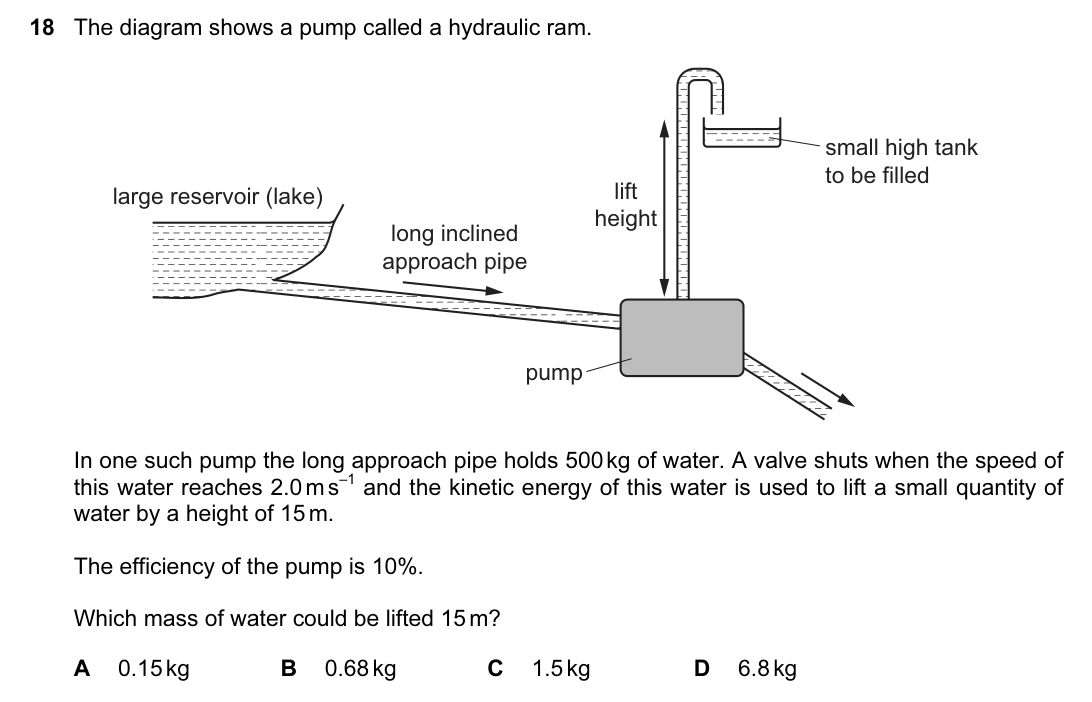 18 The diagram shows a pump called a hydraulic ram.
small high tank
to be filled
large reservoir (lake)
lift
height
long inclined
approach pipe
pump
In one such pump the long approach pipe holds 500 kg of water. A valve shuts when the speed of
this water reaches 2.0 m s⁻¹ and the kinetic energy of this water is used to lift a small quantity of
water by a height of 15 m.
The efficiency of the pump is 10%.
Which mass of water could be lifted 15 m?
A 0.15 kg B 0.68 kg C 1.5 kg D 6.8 kg